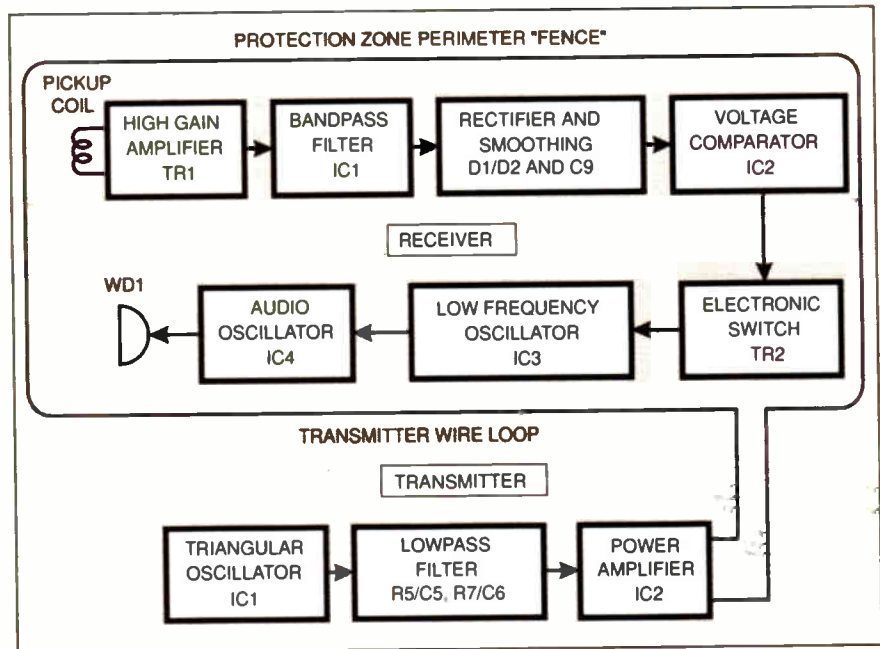 PROTECTION ZONE PERIMETER "FENCE"
PICKUP
COIL
HIGH GAIN
AMPLIFIER
TR1
BANDPASS
FILTER
IC1
RECTIFIER AND
SMOOTHING
D1/D2 AND C9
VOLTAGE
COMPARATOR
IC2
RECEIVER
WD1
AUDIO
OSCILLATOR
IC4
LOW FREQUENCY
OSCILLATOR
IC3
ELECTRONIC
SWITCH
TR2
TRANSMITTER WIRE LOOP
TRANSMITTER
TRIANGULAR
OSCILLATOR
IC1
LOWPASS
FILTER
R5/C5, R7/C6
POWER
AMPLIFIER
IC2